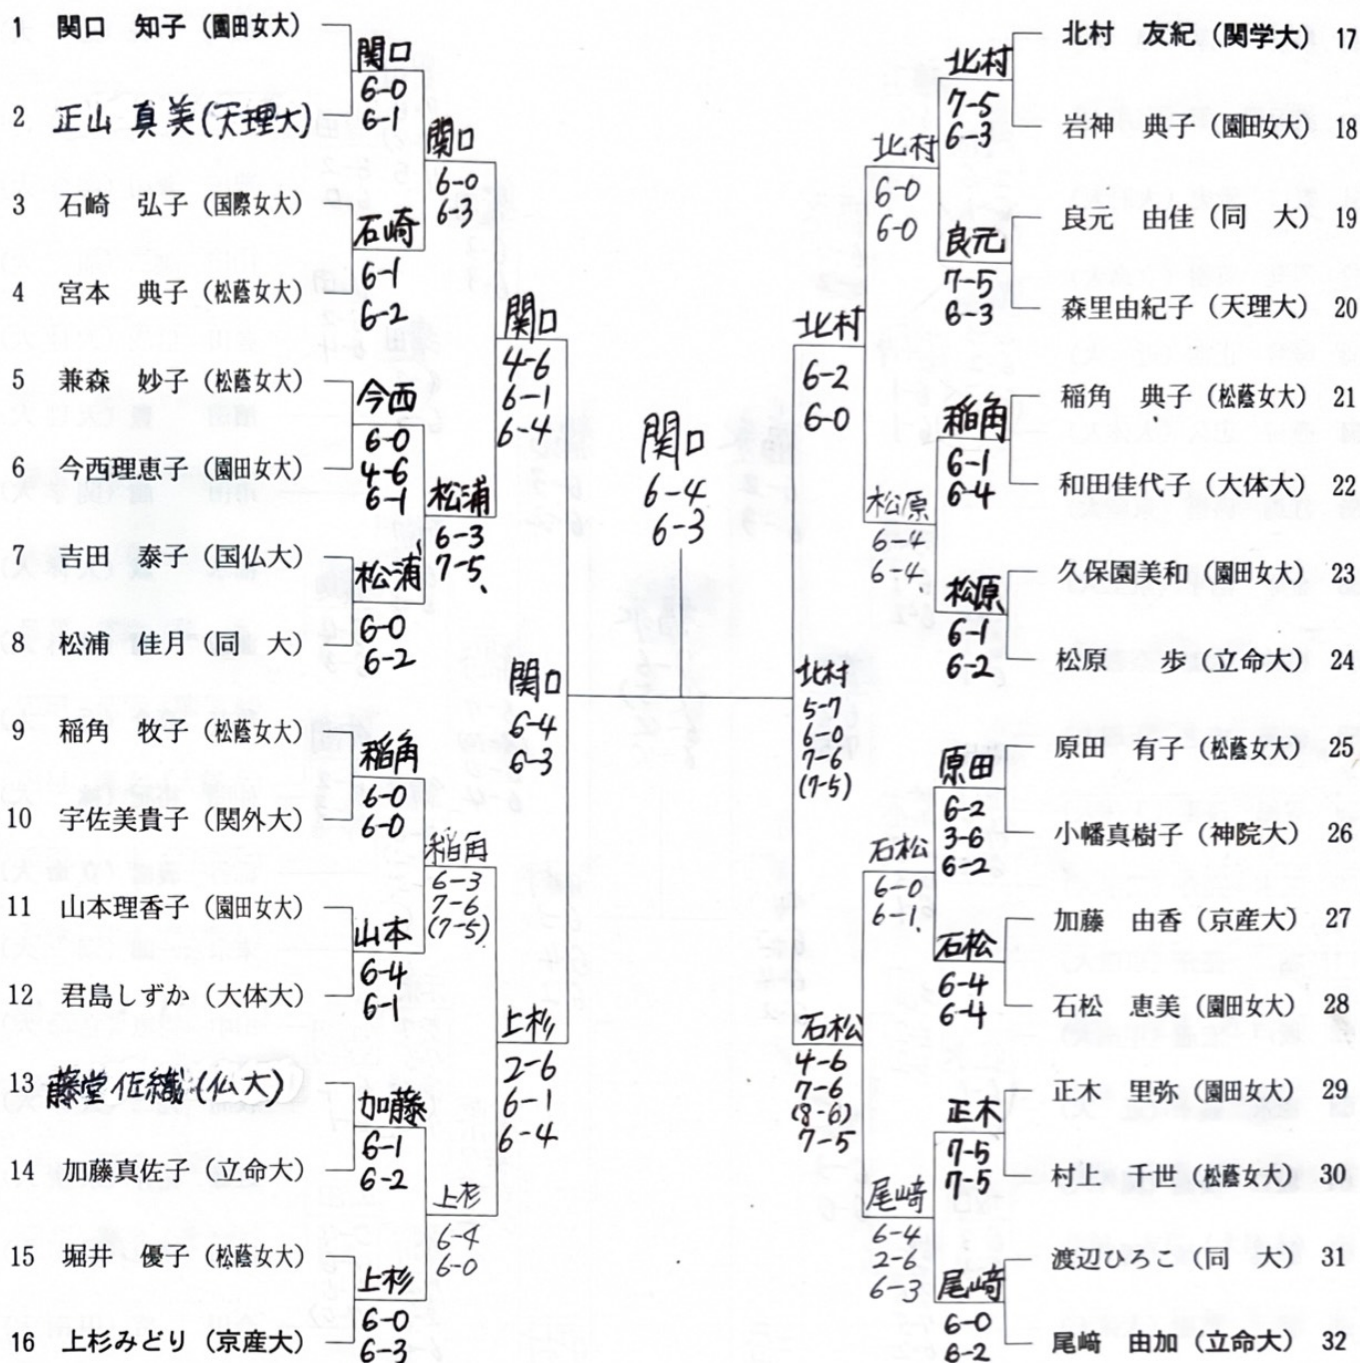 1 関口 知子（園田女大）
2 正山 真美(天理大)
3 石崎 弘子（国際女大）
4 宮本 典子（松蔭女大）
5 兼森 妙子（松蔭女大）
6 今西理恵子（園田女大）
7 吉田 泰子（国仏大）
8 松浦 佳月（同 大）
9 稲角 牧子（松蔭女大）
10 宇佐美貴子（関外大）
11 山本理香子（園田女大）
12 君島しずか（大体大）
13 藤堂佐織(仏大)
14 加藤真佐子（立命大）
15 堀井 優子（松蔭女大）
16 上杉みどり（京産大）
関口
6-0
6-1
石崎
6-1
6-2
今西
6-0
4-6
6-1
松浦
6-0
6-2
稲角
6-0
6-0
山本
6-4
6-1
加藤
6-1
6-2
上杉
6-0
6-3
関口
6-0
6-3
松浦
6-3
7-5
稲角
6-3
7-6
(7-5)
上杉
6-4
6-0
関口
4-6
6-1
6-4
上杉
2-6
6-1
6-4
関口
6-4
6-3
関口
6-4
6-3
北村
5-7
6-0
7-6
(7-5)
北村
6-2
6-0
石松
4-6
7-6
(8-6)
7-5
北村
6-0
6-0
松原
6-4
6-4
石松
6-0
6-1
尾﨑
6-4
2-6
6-3
北村
7-5
6-3
良元
7-5
6-3
稲角
6-1
6-4
松原
6-1
6-2
原田
6-2
3-6
6-2
石松
6-4
6-4
正木
7-5
7-5
尾﨑
6-0
6-2
北村 友紀（関学大）17
岩神 典子（園田女大）18
良元 由佳（同 大）19
森里由紀子（天理大）20
稲角 典子（松蔭女大）21
和田佳代子（大体大）22
久保園美和（園田女大）23
松原 歩（立命大）24
原田 有子（松蔭女大）25
小幡真樹子（神院大）26
加藤 由香（京産大）27
石松 恵美（園田女大）28
正木 里弥（園田女大）29
村上 千世（松蔭女大）30
渡辺ひろこ（同 大）31
尾﨑 由加（立命大）32